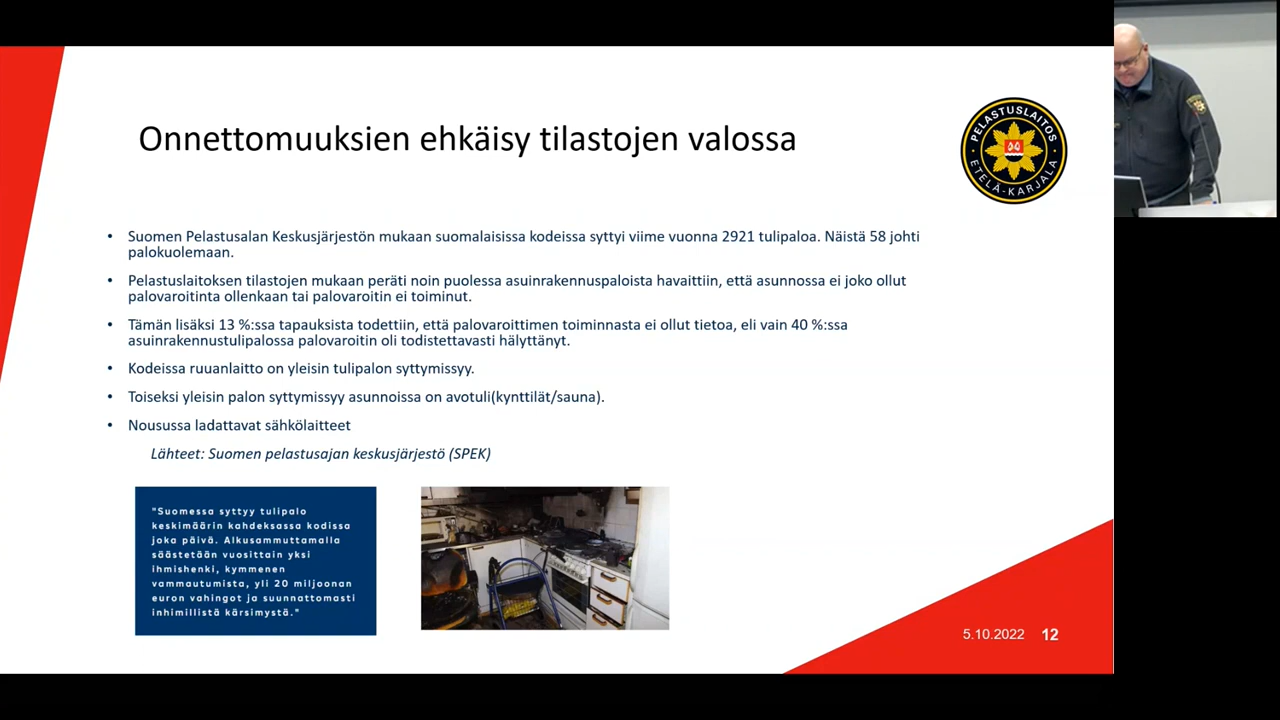 Onnettomuuksien ehkäisy tilastojen valossa
PELASTUSLAITOS
ETELÄ-KARJALA
• Suomen Pelastusalan Keskusjärjestön mukaan suomalaisissa kodeissa syttyi viime vuonna 2921 tulipaloa. Näistä 58 johti
palokuolemaan.
• Pelastuslaitoksen tilastojen mukaan peräti noin puolessa asuinrakennuspaloista havaittiin, että asunnossa ei joko ollut
palovaroitinta ollenkaan tai palovaroitin ei toiminut.
• Tämän lisäksi 13 %:ssa tapauksista todettiin, että palovaroittimen toiminnasta ei ollut tietoa, eli vain 40 %:ssa
asuinrakennustulipalossa palovaroitin oli todistettavasti hälyttänyt.
• Kodeissa ruuanlaitto on yleisin tulipalon syttymissyy.
• Toiseksi yleisin palon syttymissyy asunnoissa on avotuli(kynttilät/sauna).
• Nousussa ladattavat sähkölaitteet
Lähteet: Suomen pelastusajan keskusjärjestö (SPEK)
"Suomessa syttyy tulipalo
keskimäärin kahdeksassa kodissa
joka päivä. Alkusammuttamalla
säästetään vuosittain yksi
ihmishenki, kymmenen
vammautumista, yli 20 miljoonan
euron vahingot ja suunnattomasti
inhimillistä kärsimystä."
5.10.2022 12